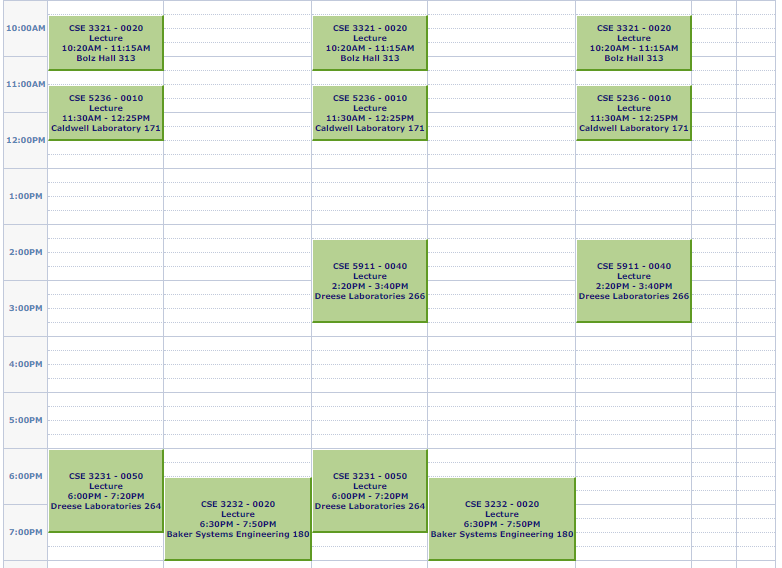 10:00AM
CSE 3321 - 0020
Lecture
10:20AM - 11:15AM
Bolz Hall 313
CSE 3321 - 0020
Lecture
10:20AM - 11:15AM
Bolz Hall 313
CSE 3321 - 0020
Lecture
10:20AM - 11:15AM
Bolz Hall 313
11:00AM
CSE 5236 - 0010
Lecture
11:30AM - 12:25PM
Caldwell Laboratory 171
CSE 5236 - 0010
Lecture
11:30AM - 12:25PM
Caldwell Laboratory 171
CSE 5236 - 0010
Lecture
11:30AM - 12:25PM
Caldwell Laboratory 171
12:00PM
1:00PM
2:00PM
CSE 5911 - 0040
Lecture
2:20PM - 3:40PM
Dreese Laboratories 266
CSE 5911 - 0040
Lecture
2:20PM - 3:40PM
Dreese Laboratories 266
3:00PM
4:00PM
5:00PM
6:00PM
CSE 3231 - 0050
Lecture
6:00PM - 7:20PM
Dreese Laboratories 264
CSE 3232 - 0020
Lecture
6:30PM - 7:50PM
Baker Systems Engineering 180
CSE 3231 - 0050
Lecture
6:00PM - 7:20PM
Dreese Laboratories 264
CSE 3232 - 0020
Lecture
6:30PM - 7:50PM
Baker Systems Engineering 180
7:00PM